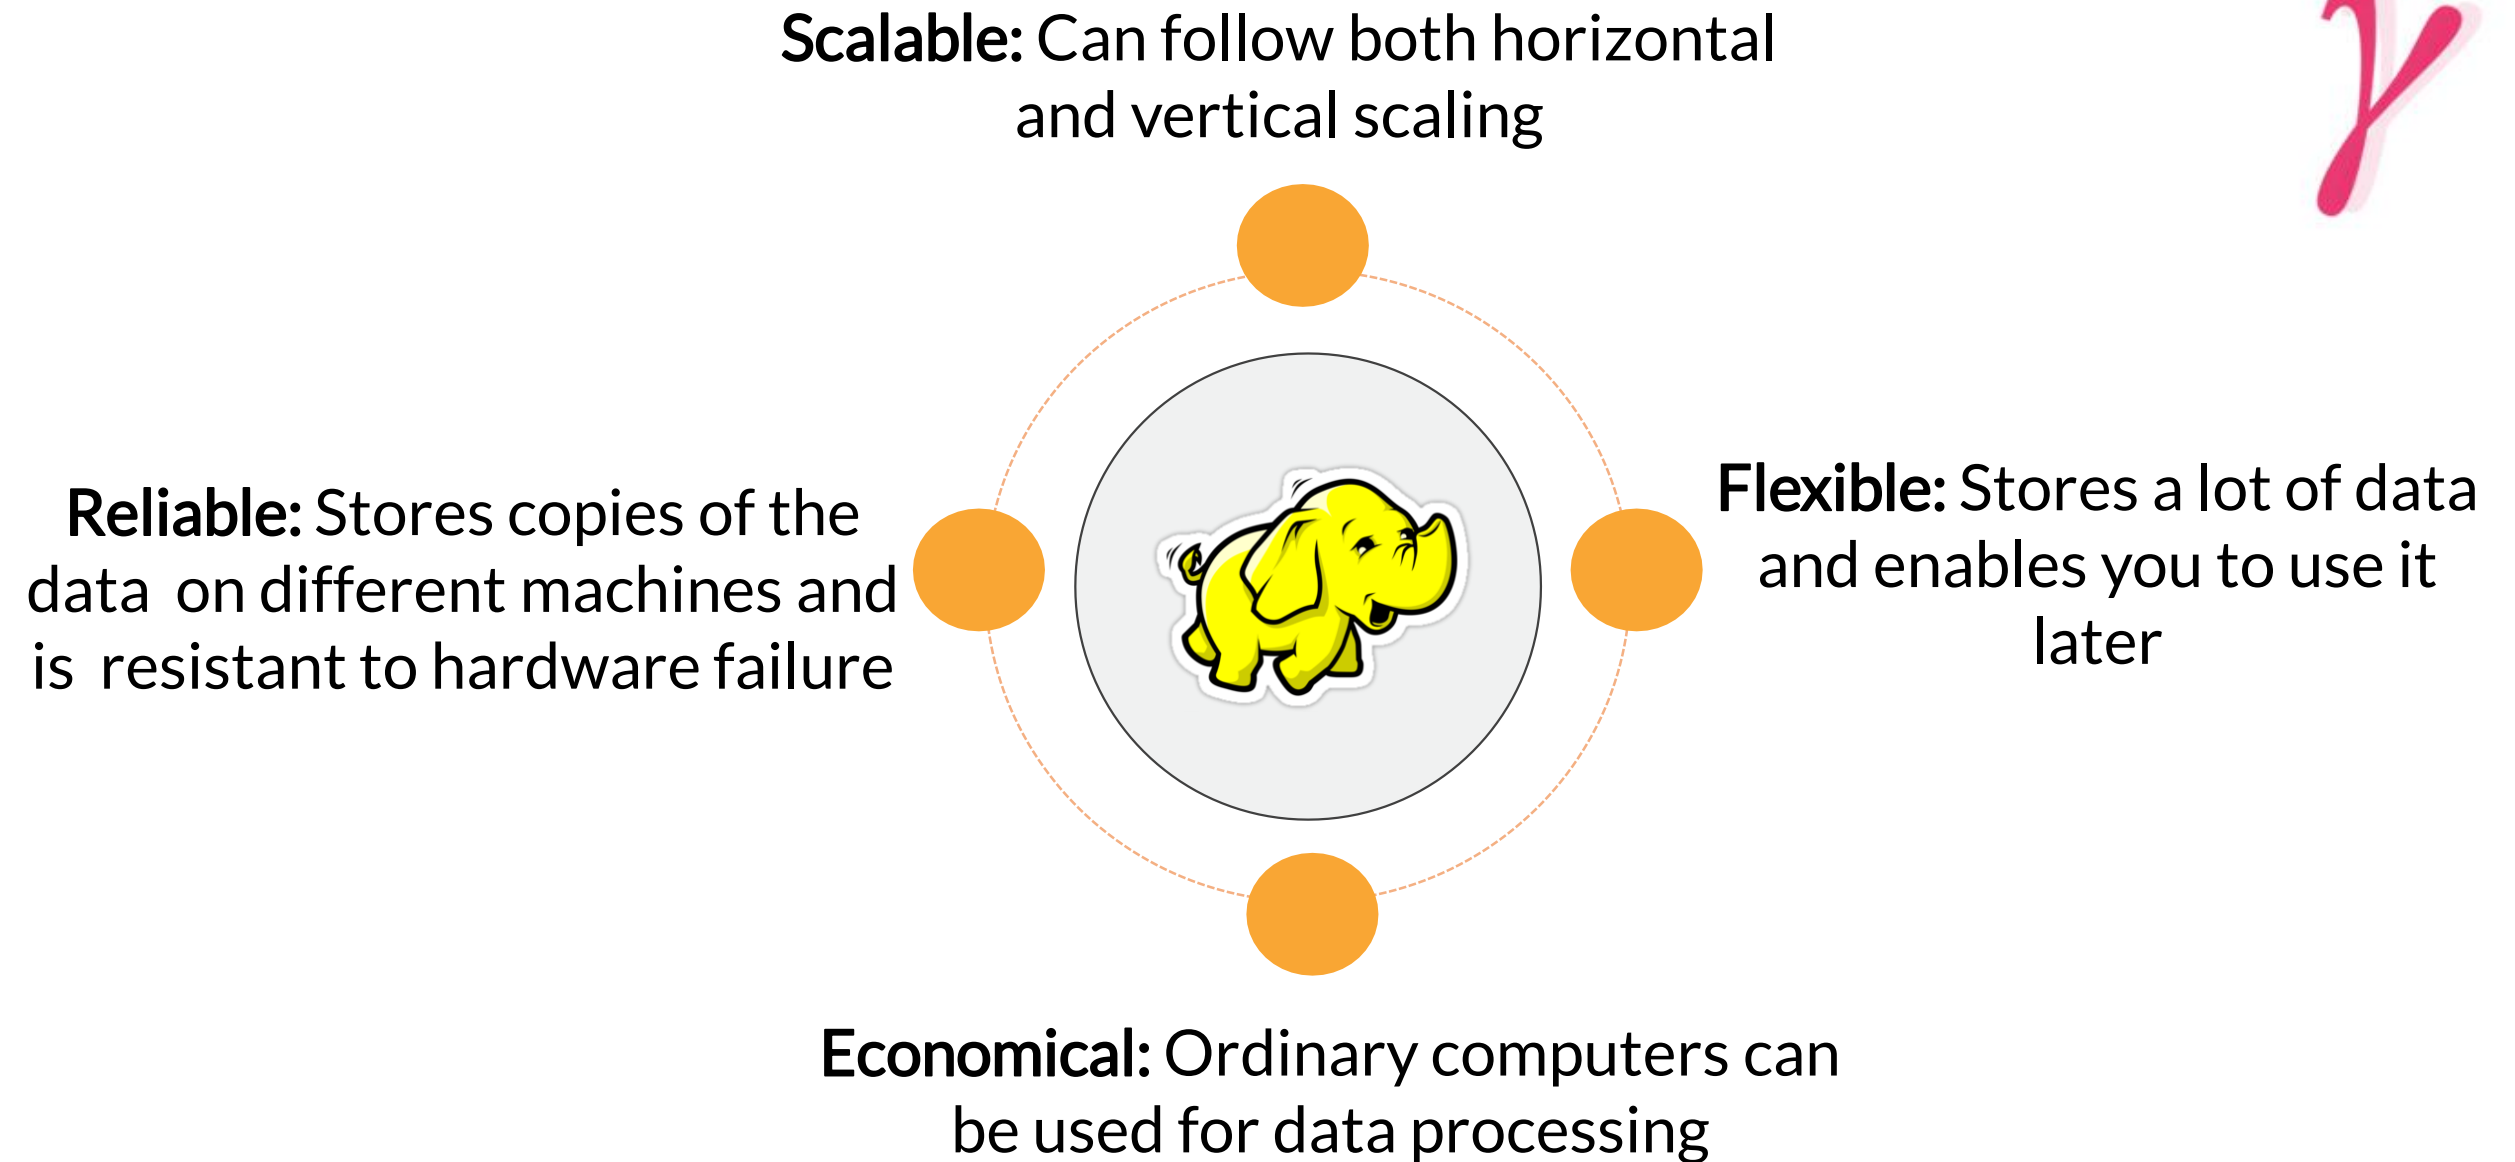 Scalable: Can follow both horizontal
and vertical scaling
Reliable: Stores copies of the
data on different machines and
is resistant to hardware failure
Flexible: Stores a lot of data
and enables you to use it
later
Economical: Ordinary computers can
be used for data processing